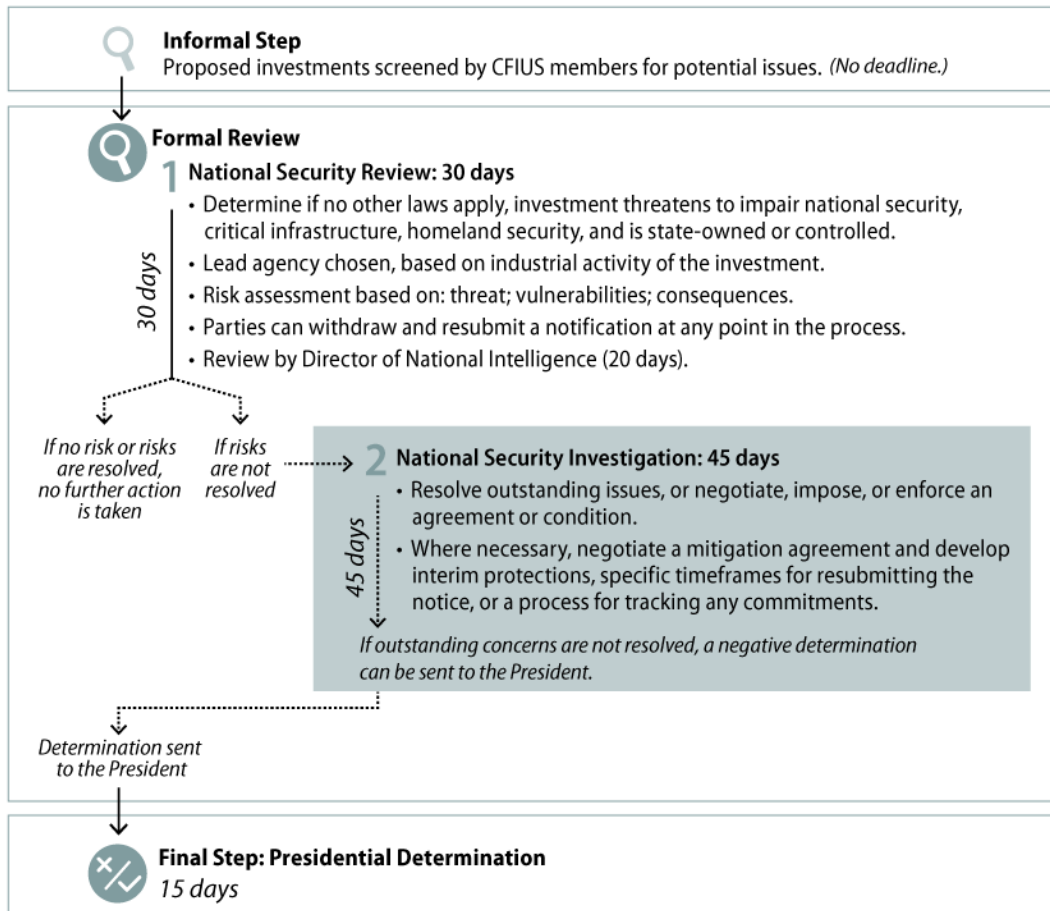 Informal Step
Proposed investments screened by CFIUS members for potential issues. (No deadline.)
Formal Review
1 National Security Review: 30 days
• Determine if no other laws apply, investment threatens to impair national security,
critical infrastructure, homeland security, and is state-owned or controlled.
• Lead agency chosen, based on industrial activity of the investment.
• Risk assessment based on: threat; vulnerabilities; consequences.
• Parties can withdraw and resubmit a notification at any point in the process.
• Review by Director of National Intelligence (20 days).
30 days
If no risk or risks
are resolved,
no further action
is taken
If risks
are not
resolved
2 National Security Investigation: 45 days
• Resolve outstanding issues, or negotiate, impose, or enforce an
agreement or condition.
• Where necessary, negotiate a mitigation agreement and develop
interim protections, specific timeframes for resubmitting the
notice, or a process for tracking any commitments.
45 days
If outstanding concerns are not resolved, a negative determination
can be sent to the President.
Determination sent
to the President
Final Step: Presidential Determination
15 days